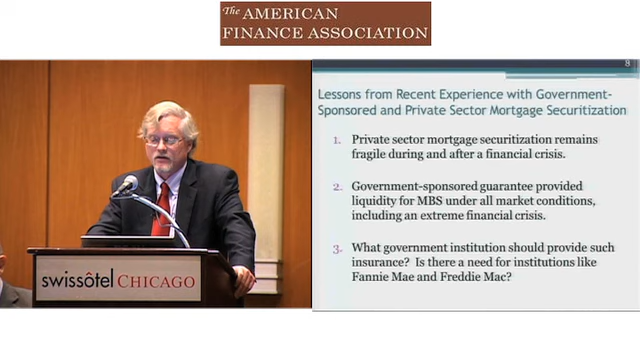 The AMERICAN
FINANCE ASSOCIATION
8
Lessons from Recent Experience with Government-
Sponsored and Private Sector Mortgage Securitization
1. Private sector mortgage securitization remains
fragile during and after a financial crisis.
2. Government-sponsored guarantee provided
liquidity for MBS under all market conditions,
including an extreme financial crisis.
3. What government institution should provide such
insurance? Is there a need for institutions like
Fannie Mae and Freddie Mac?
swissôtel CHICAGO